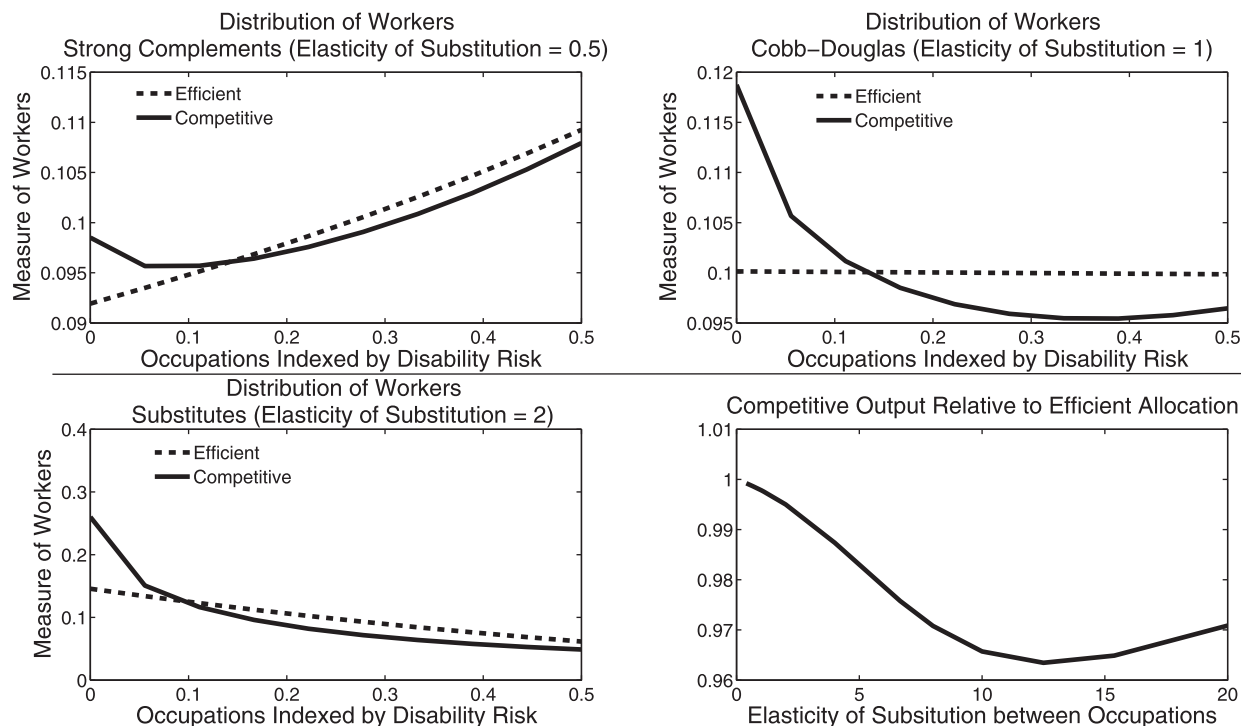 Distribution of Workers
Strong Complements (Elasticity of Substitution = 0.5)
0.115
0.11
0.105
0.1
0.095
0.09
Measure of Workers
Efficient
Competitive
0 0.1 0.2 0.3 0.4 0.5
Occupations Indexed by Disability Risk
Distribution of Workers
Cobb−Douglas (Elasticity of Substitution = 1)
0.12
0.115
0.11
0.105
0.1
0.095
Measure of Workers
Efficient
Competitive
0 0.1 0.2 0.3 0.4 0.5
Occupations Indexed by Disability Risk
Distribution of Workers
Substitutes (Elasticity of Substitution = 2)
0.4
0.3
0.2
0.1
0
Measure of Workers
Efficient
Competitive
0 0.1 0.2 0.3 0.4 0.5
Occupations Indexed by Disability Risk
Competitive Output Relative to Efficient Allocation
1.01
1
0.99
0.98
0.97
0.96
0 5 10 15 20
Elasticity of Subsitution between Occupations